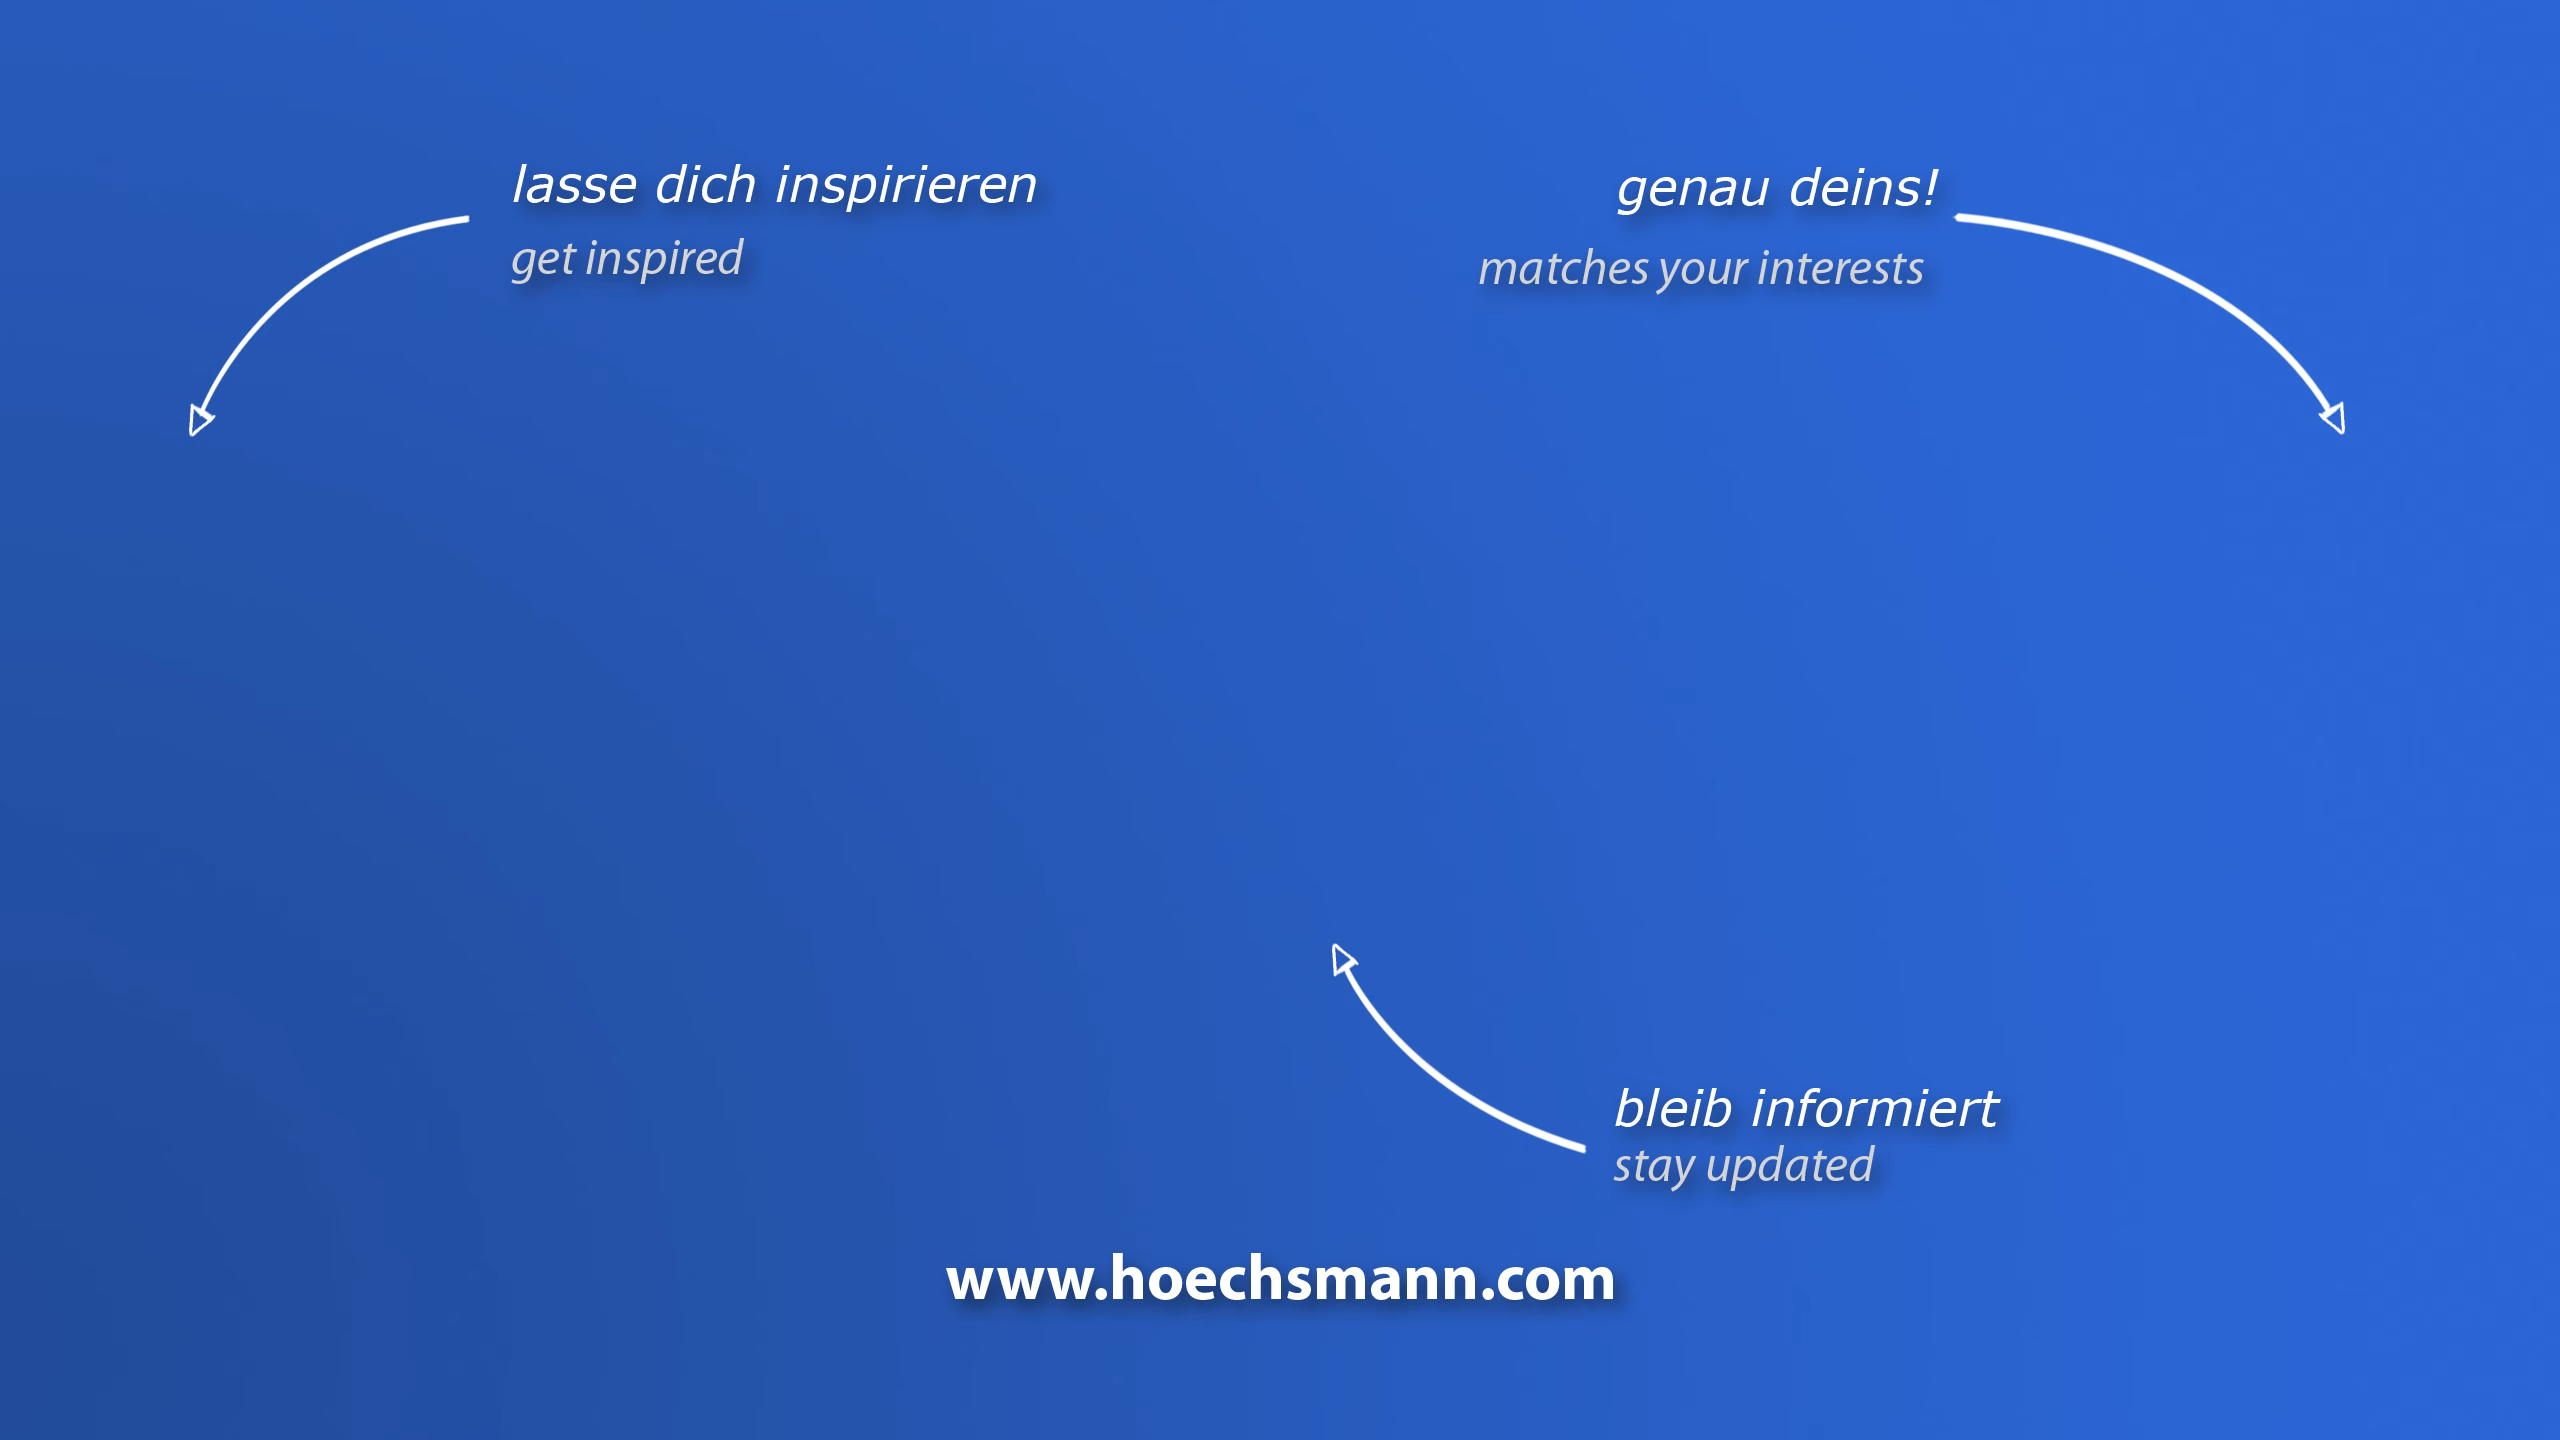 lasse dich inspirieren
get inspired
genau deins!
matches your interests
bleib informiert
stay updated
www.hoechsmann.com